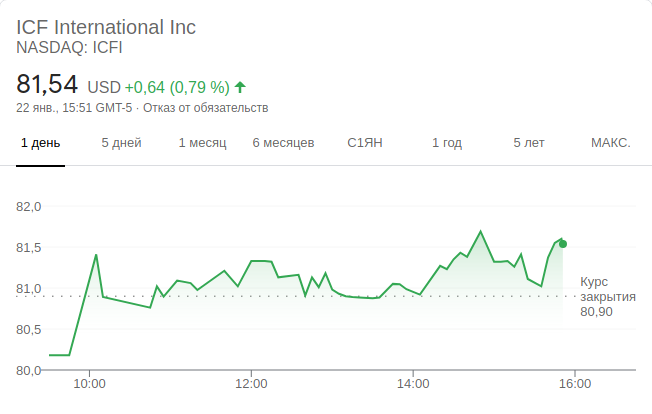 ICF International Inc
NASDAQ: ICFI
81,54 USD +0,64 (0,79 %)
22 янв., 15:51 GMT-5 · Отказ от обязательств
1 день 5 дней 1 месяц 6 месяцев С1ЯН 1 год 5 лет МАКС.
82,0
81,5
81,0
80,5
80,0
Курс
закрытия
80,90
10:00 12:00 14:00 16:00